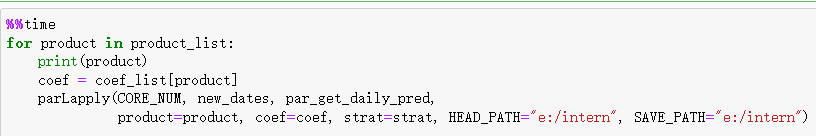 %%time
for product in product_list:
    print(product)
    coef = coef_list[product]
    parLapply(CORE_NUM, new_dates, par_get_daily_pred,
              product=product, coef=coef, strat=strat, HEAD_PATH="e:/intern", SAVE_PATH="e:/intern")